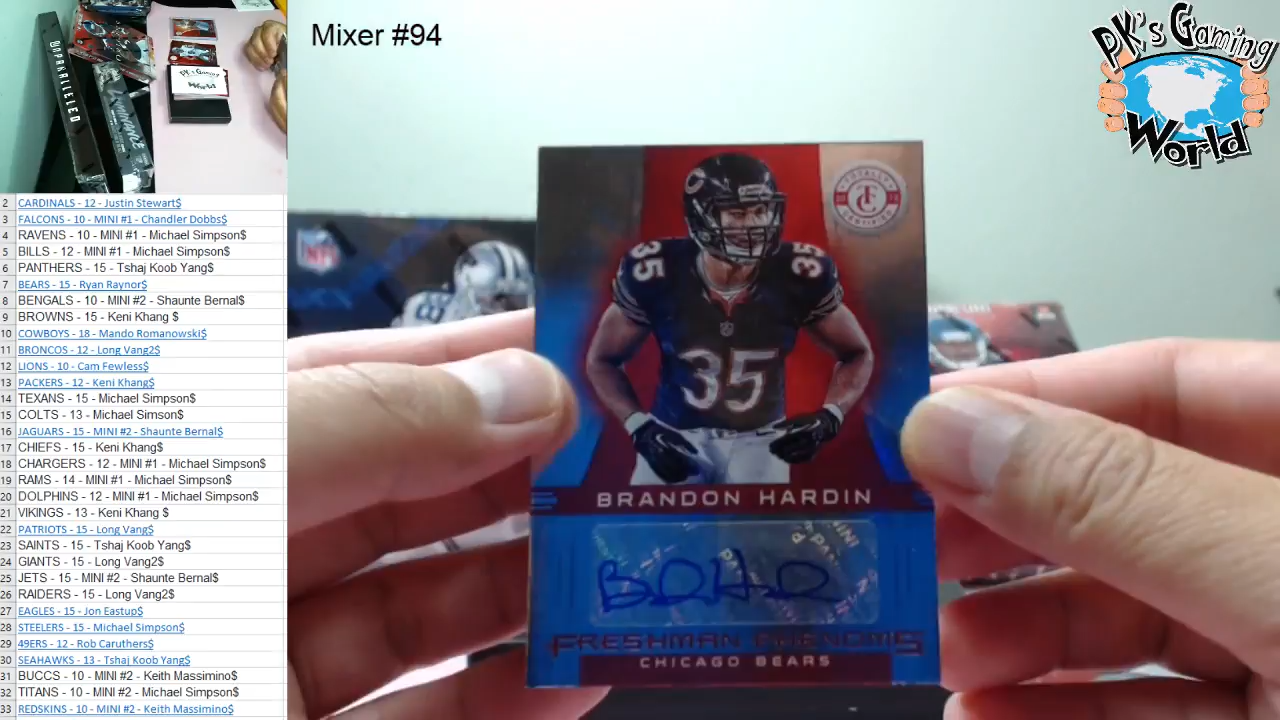 Mixer #94
PK's Gaming
World
UNPARALLELED
PK's Gaming
World
2 CARDINALS - 12 - Justin Stewart$
3 FALCONS - 10 - MINI #1 - Chandler Dobbs$
4 RAVENS - 10 - MINI #1 - Michael Simpson$
5 BILLS - 12 - MINI #1 - Michael Simpson$
6 PANTHERS - 15 - Tshaj Koob Yang$
7 BEARS - 15 - Ryan Raynor$
8 BENGALS - 10 - MINI #2 - Shaunte Bernal$
9 BROWNS - 15 - Keni Khang $
10 COWBOYS - 18 - Mando Romanowski$
11 BRONCOS - 12 - Long Vang2$
12 LIONS - 10 - Cam Fewless$
13 PACKERS - 12 - Keni Khang$
14 TEXANS - 15 - Michael Simpson$
15 COLTS - 13 - Michael Simson$
16 JAGUARS - 15 - MINI #2 - Shaunte Bernal$
17 CHIEFS - 15 - Keni Khang$
18 CHARGERS - 12 - MINI #1 - Michael Simpson$
19 RAMS - 14 - MINI #1 - Michael Simpson$
20 DOLPHINS - 12 - MINI #1 - Michael Simpson$
21 VIKINGS - 13 - Keni Khang $
22 PATRIOTS - 15 - Long Vang$
23 SAINTS - 15 - Tshaj Koob Yang$
24 GIANTS - 15 - Long Vang2$
25 JETS - 15 - MINI #2 - Shaunte Bernal$
26 RAIDERS - 15 - Long Vang2$
27 EAGLES - 15 - Jon Eastup$
28 STEELERS - 15 - Michael Simpson$
29 49ERS - 12 - Rob Caruthers$
30 SEAHAWKS - 13 - Tshaj Koob Yang$
31 BUCCS - 10 - MINI #2 - Keith Massimino$
32 TITANS - 10 - MINI #2 - Michael Simpson$
33 REDSKINS - 10 - MINI #2 - Keith Massimino$
NFL
TOTALLY
CERTIFIED
35
35
35
BRANDON HARDIN
FRESHMAN PHENOMS
CHICAGO BEARS